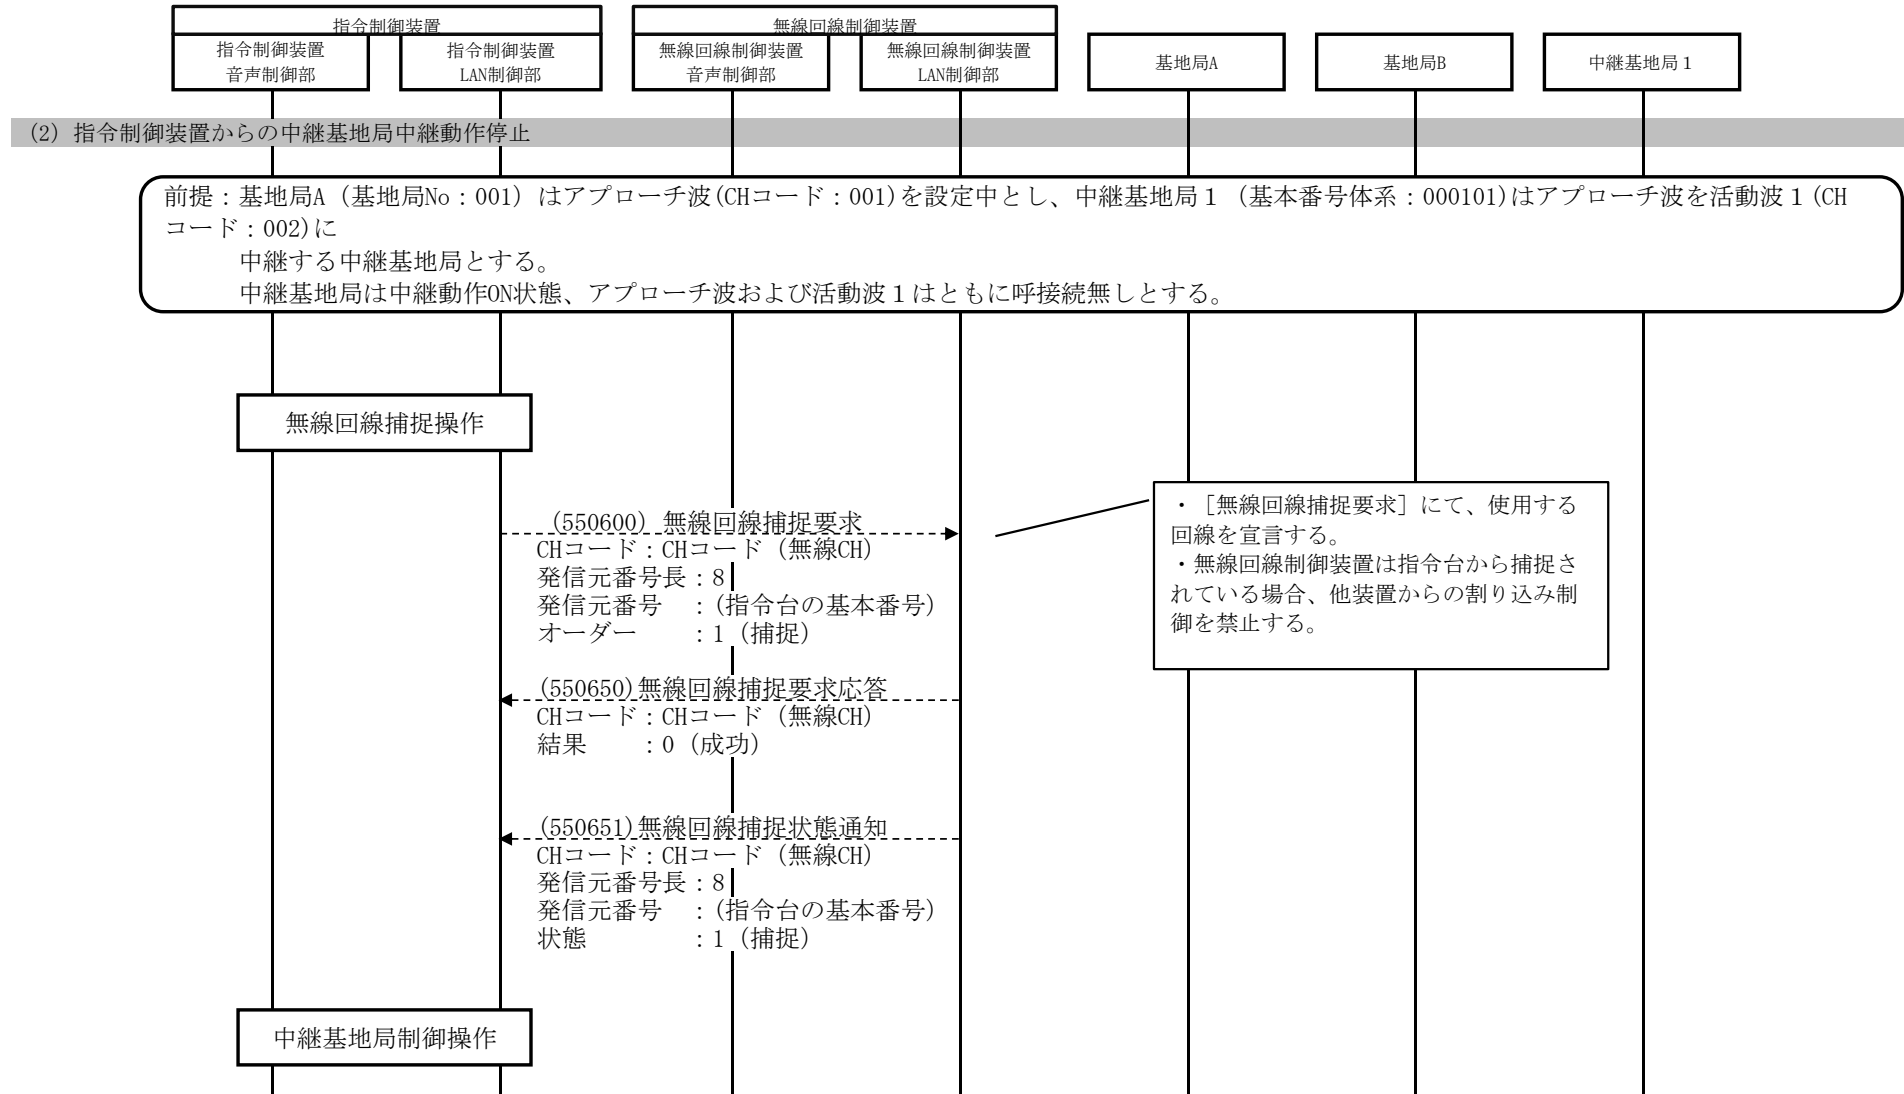 指令制御装置
無線回線制御装置
指令制御装置
音声制御部
指令制御装置
LAN制御部
無線回線制御装置
音声制御部
無線回線制御装置
LAN制御部
基地局A
基地局B
中継基地局１
(2) 指令制御装置からの中継基地局中継動作停止
前提：基地局A（基地局No：001）はアプローチ波(CHコード：001)を設定中とし、中継基地局１（基本番号体系：000101)はアプローチ波を活動波１(CH
コード：002)に
中継する中継基地局とする。
中継基地局は中継動作ON状態、アプローチ波および活動波１はともに呼接続無しとする。
無線回線捕捉操作
(550600) 無線回線捕捉要求
CHコード：CHコード（無線CH）
発信元番号長：8
発信元番号　：(指令台の基本番号)
オーダー　　：1（捕捉）
・［無線回線捕捉要求］にて、使用する
回線を宣言する。
・無線回線制御装置は指令台から捕捉さ
れている場合、他装置からの割り込み制
御を禁止する。
(550650)無線回線捕捉要求応答
CHコード：CHコード（無線CH）
結果　　：0（成功）
(550651)無線回線捕捉状態通知
CHコード：CHコード（無線CH）
発信元番号長：8
発信元番号　：(指令台の基本番号)
状態　　　　：1（捕捉）
中継基地局制御操作